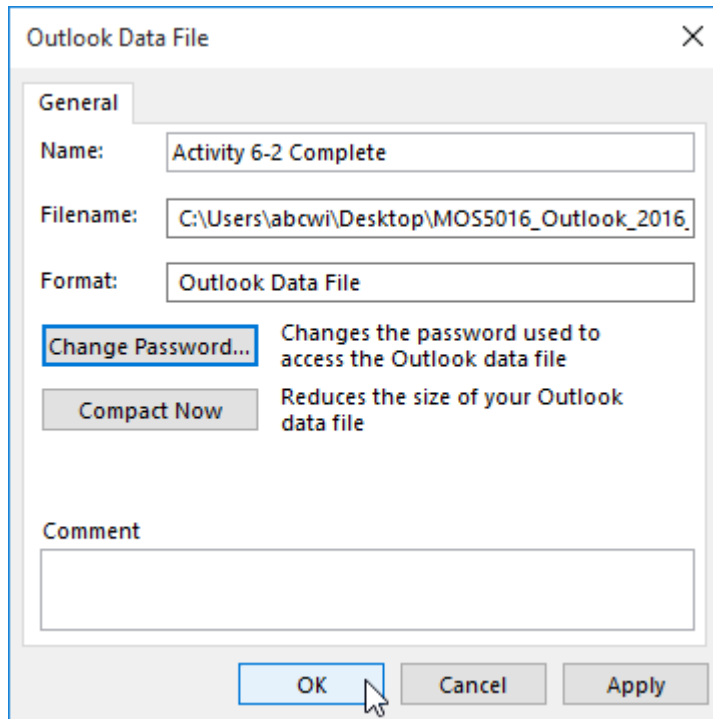 Outlook Data File
General
Name: Activity 6-2 Complete
Filename: C:\Users\abcwi\Desktop\MOS5016_Outlook_2016_
Format: Outlook Data File
Change Password...
Changes the password used to
access the Outlook data file
Compact Now
Reduces the size of your Outlook
data file
Comment
OK Cancel Apply